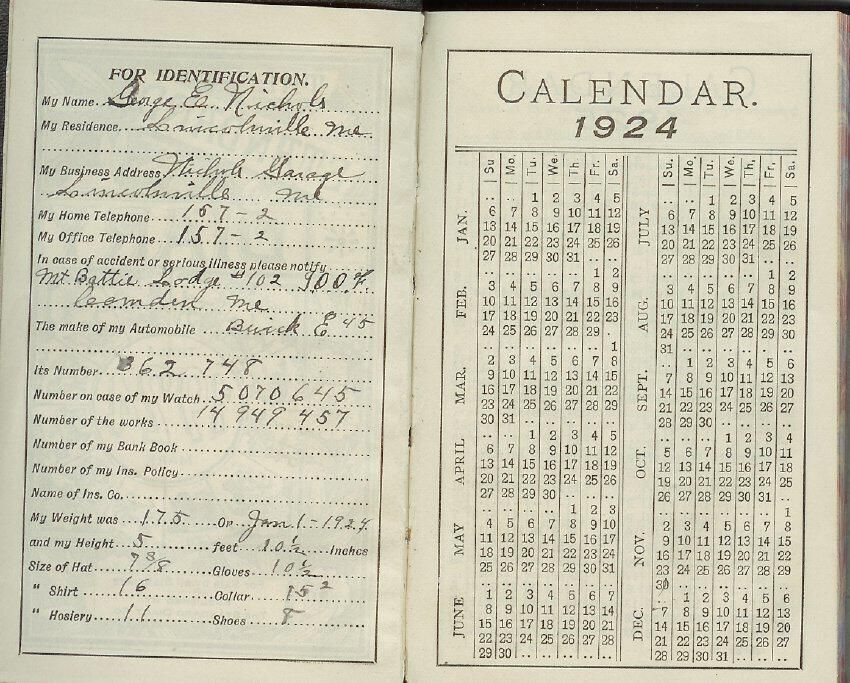 FOR IDENTIFICATION.
My Name George E. Nichols
My Residence Lincolnville Me
My Business Address Nichols Garage
Lincolnville Me
My Home Telephone 157-2
My Office Telephone 157-2
In case of accident or serious illness please notify
Mt Battie Lodge #102
Camden Me
The make of my Automobile Buick E 45
Its Number 362 748
Number on case of my Watch 5070645
Number of the works 14 949 457
Number of my Bank Book
Number of my Ins. Policy
Name of Ins. Co.
My Weight was 175 On Jan 1-1924
and my Height 5 feet 10½ Inches
Size of Hat 7 3/8 Gloves 10½
" Shirt 16 Collar 15 2
" Hosiery 11 Shoes 8
CALENDAR.
1924
Su Mo. Tu. We. Th. Fr. Sa.
JAN.
.. .. 1 2 3 4 5
6 7 8 9 10 11 12
13 14 15 16 17 18 19
20 21 22 23 24 25 26
27 28 29 30 31 .. ..
FEB.
.. .. .. .. .. 1 2
3 4 5 6 7 8 9
10 11 12 13 14 15 16
17 18 19 20 21 22 23
24 25 26 27 28 29 .
MAR.
.. .. .. .. .. .. 1
2 3 4 5 6 7 8
9 10 11 12 13 14 15
16 17 18 19 20 21 22
23 24 25 26 27 28 29
30 31 .. .. .. .. ..
APRIL
.. .. 1 2 3 4 5
6 7 8 9 10 11 12
13 14 15 16 17 18 19
20 21 22 23 24 25 26
27 28 29 30 .. .. ..
MAY
.. .. .. .. 1 2 3
4 5 6 7 8 9 10
11 12 13 14 15 16 17
18 19 20 21 22 23 24
25 26 27 28 29 30 31
.. .. .. .. .. .. ..
JUNE
1 2 3 4 5 6 7
8 9 10 11 12 13 14
15 16 17 18 19 20 21
22 23 24 25 26 27 28
29 30 .. .. .. .. ..
Su. Mo. Tu. We. Th, Fr, Sa.
JULY
.. .. 1 2 3 4 5
6 7 8 9 10 11 12
13 14 15 16 17 18 19
20 21 22 23 24 25 26
27 28 29 30 31 .. ..
AUG.
.. .. .. .. .. 1 2
3 4 5 6 7 8 9
10 11 12 13 14 15 16
17 18 19 20 21 22 23
24 25 26 27 28 29 30
31 .. .. .. .. .. ..
SEPT.
.. 1 2 3 4 5 6
7 8 9 10 11 12 13
14 15 16 17 18 19 20
21 22 23 24 25 26 27
28 29 30 .. .. .. ..
OCT.
.. .. .. 1 2 3 4
5 6 7 8 9 10 11
12 13 14 15 16 17 18
19 20 21 22 23 24 25
26 27 28 29 30 31 ..
NOV.
.. .. .. .. .. .. 1
2 3 4 5 6 7 8
9 10 11 12 13 14 15
16 17 18 19 20 21 22
23 24 25 26 27 28 29
30 .. .. .. .. .. ..
DEC.
.. 1 2 3 4 5 6
7 8 9 10 11 12 13
14 15 16 17 18 19 20
21 22 23 24 25 26 27
28 29 30 31 .. .. ..